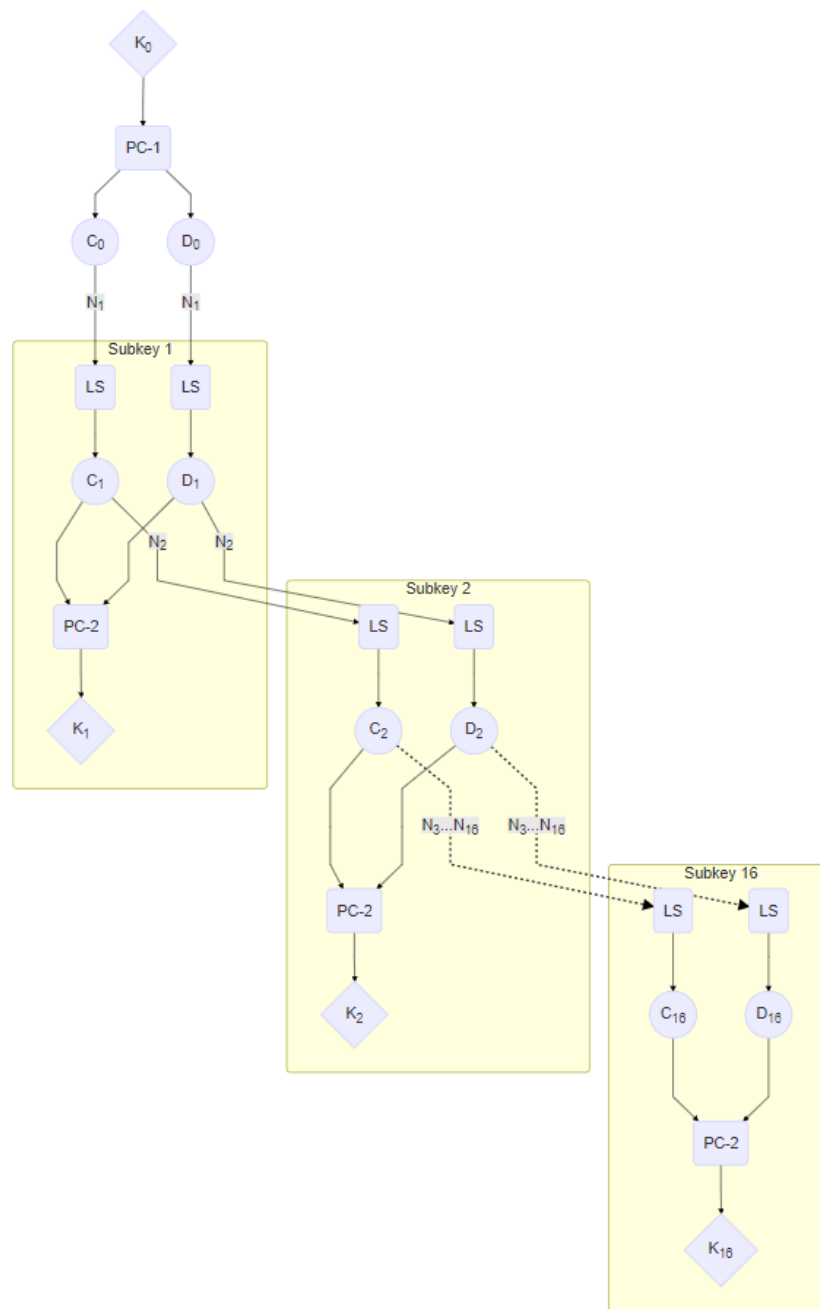 K₀
PC-1
C₀ D₀
N₁ N₁
Subkey 1
LS LS
C₁ D₁
N₂ N₂
Subkey 2
LS LS
PC-2
K₁
C₂ D₂
N₃...N₁₆ N₃...N₁₆
Subkey 16
PC-2
LS LS
K₂
C₁₆ D₁₆
PC-2
K₁₆